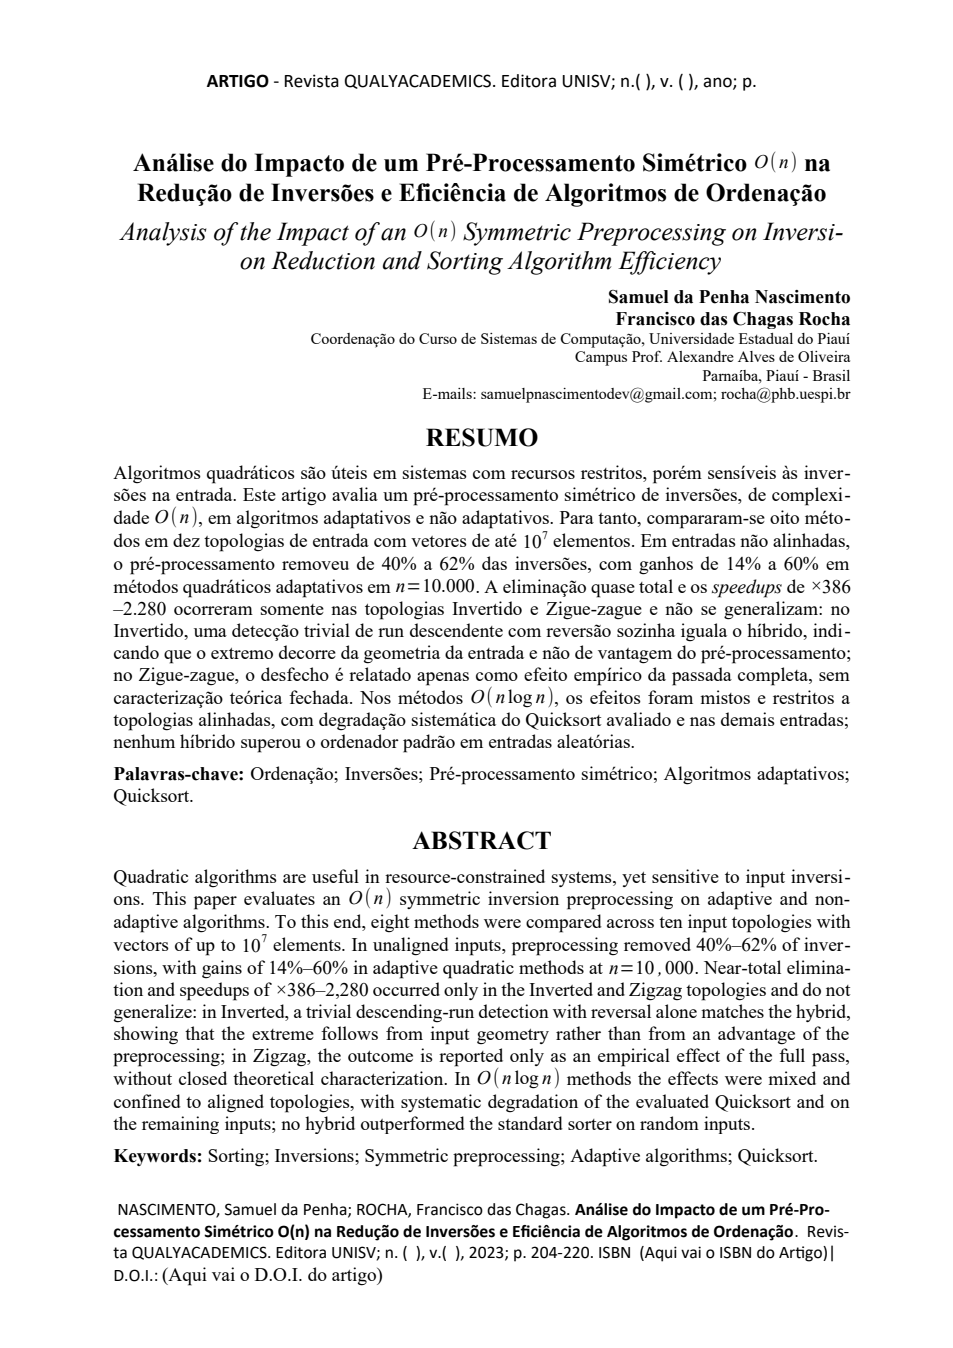 ARTIGO - Revista QUALYACADEMICS. Editora UNISV; n.( ), v. ( ), ano; p.
Análise do Impacto de um Pré-Processamento Simétrico O(n) na
Redução de Inversões e Eficiência de Algoritmos de Ordenação
Analysis of the Impact of an O(n) Symmetric Preprocessing on Inversi-
on Reduction and Sorting Algorithm Efficiency
Samuel da Penha Nascimento
Francisco das Chagas Rocha
Coordenação do Curso de Sistemas de Computação, Universidade Estadual do Piauí
Campus Prof. Alexandre Alves de Oliveira
Parnaíba, Piauí - Brasil
E-mails: samuelpnascimentodev@gmail.com; rocha@phb.uespi.br
RESUMO
Algoritmos quadráticos são úteis em sistemas com recursos restritos, porém sensíveis às inver-
sões na entrada. Este artigo avalia um pré-processamento simétrico de inversões, de complexi-
dade O(n), em algoritmos adaptativos e não adaptativos. Para tanto, compararam-se oito méto-
dos em dez topologias de entrada com vetores de até 10⁷ elementos. Em entradas não alinhadas,
o pré-processamento removeu de 40% a 62% das inversões, com ganhos de 14% a 60% em
métodos quadráticos adaptativos em n=10.000. A eliminação quase total e os speedups de ×386
–2.280 ocorreram somente nas topologias Invertido e Zigue-zague e não se generalizam: no
Invertido, uma detecção trivial de run descendente com reversão sozinha iguala o híbrido, indi-
cando que o extremo decorre da geometria da entrada e não de vantagem do pré-processamento;
no Zigue-zague, o desfecho é relatado apenas como efeito empírico da passada completa, sem
caracterização teórica fechada. Nos métodos O(n log n), os efeitos foram mistos e restritos a
topologias alinhadas, com degradação sistemática do Quicksort avaliado e nas demais entradas;
nenhum híbrido superou o ordenador padrão em entradas aleatórias.
Palavras-chave: Ordenação; Inversões; Pré-processamento simétrico; Algoritmos adaptativos;
Quicksort.
ABSTRACT
Quadratic algorithms are useful in resource-constrained systems, yet sensitive to input inversi-
ons. This paper evaluates an O(n) symmetric inversion preprocessing on adaptive and non-
adaptive algorithms. To this end, eight methods were compared across ten input topologies with
vectors of up to 10⁷ elements. In unaligned inputs, preprocessing removed 40%–62% of inver-
sions, with gains of 14%–60% in adaptive quadratic methods at n=10,000. Near-total elimina-
tion and speedups of ×386–2,280 occurred only in the Inverted and Zigzag topologies and do not
generalize: in Inverted, a trivial descending-run detection with reversal alone matches the hybrid,
showing that the extreme follows from input geometry rather than from an advantage of the
preprocessing; in Zigzag, the outcome is reported only as an empirical effect of the full pass,
without closed theoretical characterization. In O(n log n) methods the effects were mixed and
confined to aligned topologies, with systematic degradation of the evaluated Quicksort and on
the remaining inputs; no hybrid outperformed the standard sorter on random inputs.
Keywords: Sorting; Inversions; Symmetric preprocessing; Adaptive algorithms; Quicksort.
NASCIMENTO, Samuel da Penha; ROCHA, Francisco das Chagas. Análise do Impacto de um Pré-Pro-
cessamento Simétrico O(n) na Redução de Inversões e Eficiência de Algoritmos de Ordenação. Revis-
ta QUALYACADEMICS. Editora UNISV; n. ( ), v.( ), 2023; p. 204-220. ISBN (Aqui vai o ISBN do Artigo)|
D.O.I.: (Aqui vai o D.O.I. do artigo)